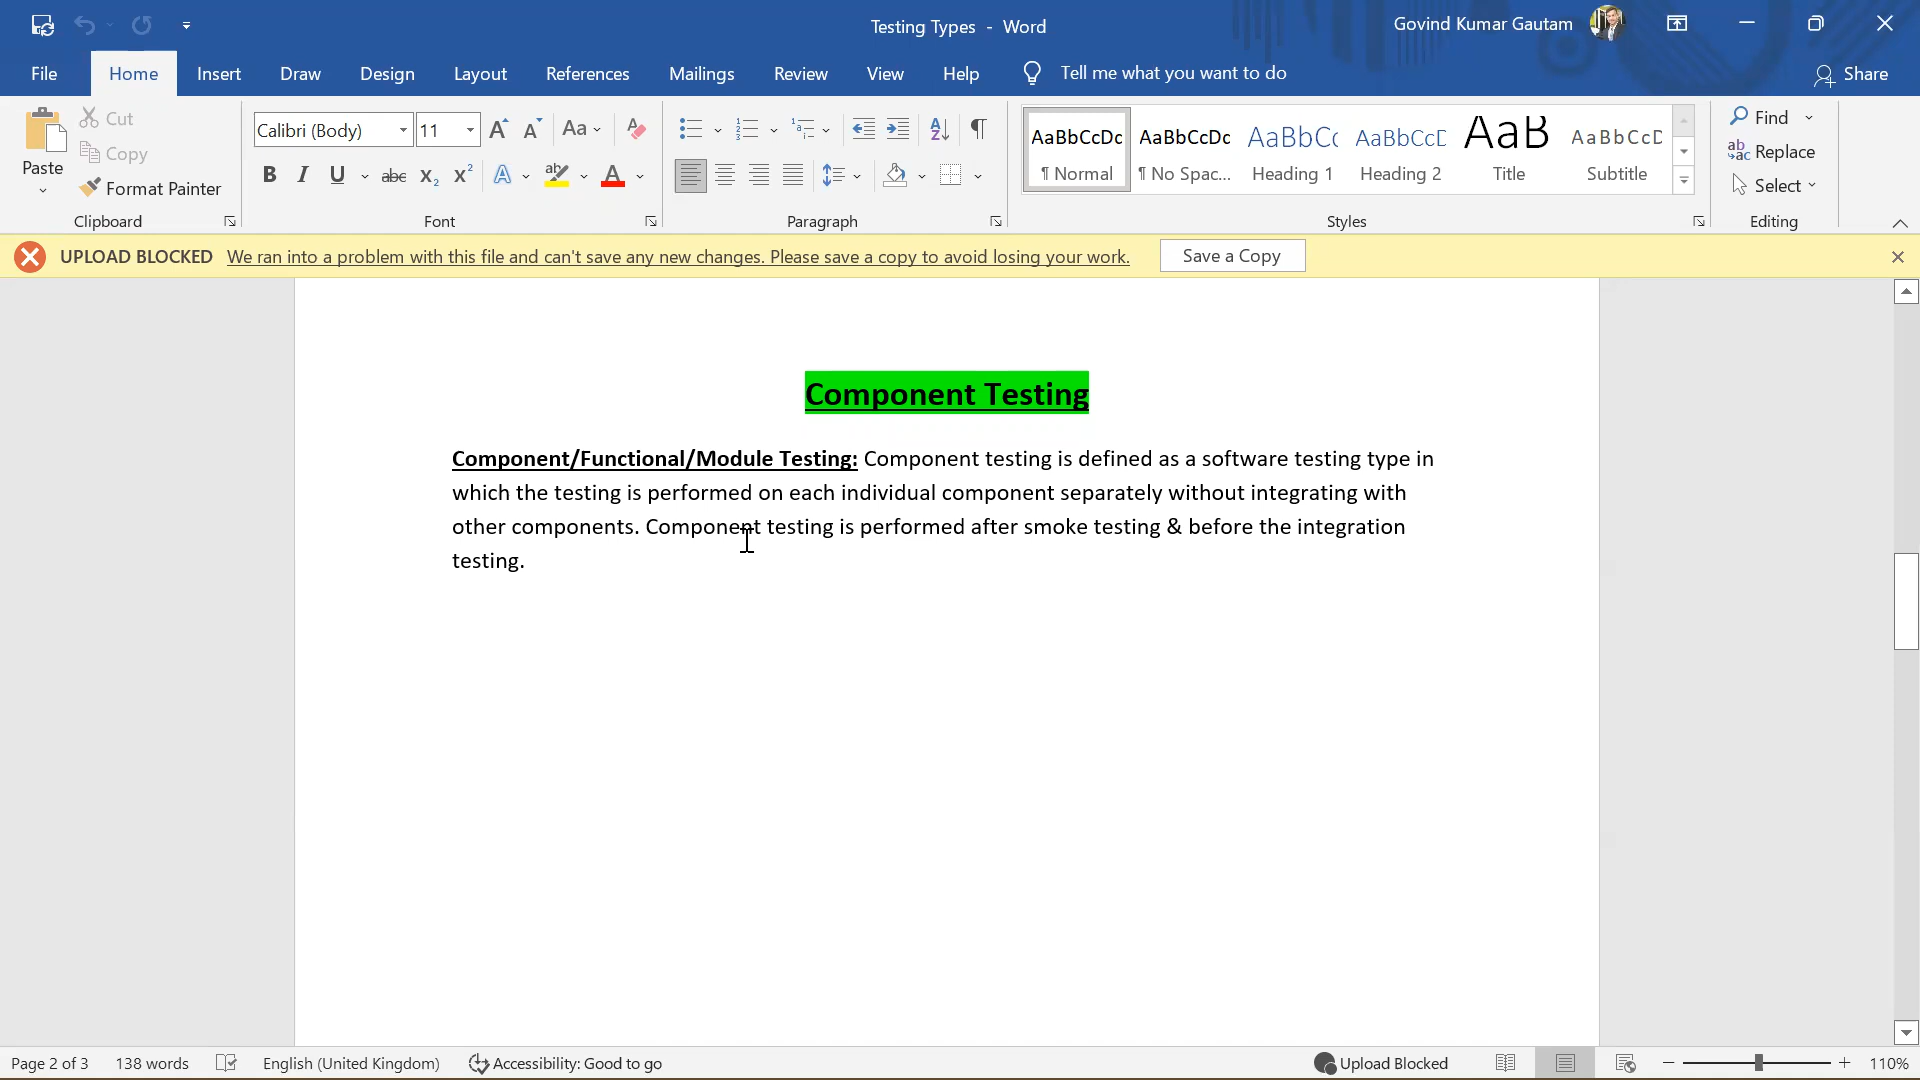 Testing Types - Word
Govind Kumar Gautam
File Home Insert Draw Design Layout References Mailings Review View Help Tell me what you want to do Share
Paste
Cut
Copy
Format Painter
Clipboard
Calibri (Body) 11 A A Aa
B I U abc X2 X2 A ab A
Font
Paragraph
AaBbCcDc AaBbCcDc AaBbCc AaBbCcE AaB AaBbCcD
¶ Normal ¶ No Spac... Heading 1 Heading 2 Title Subtitle
Styles
Find
Replace
Select
Editing
UPLOAD BLOCKED We ran into a problem with this file and can't save any new changes. Please save a copy to avoid losing your work. Save a Copy
Component Testing
Component/Functional/Module Testing: Component testing is defined as a software testing type in
which the testing is performed on each individual component separately without integrating with
other components. Component testing is performed after smoke testing & before the integration
testing.
Page 2 of 3 138 words English (United Kingdom) Accessibility: Good to go Upload Blocked 110%